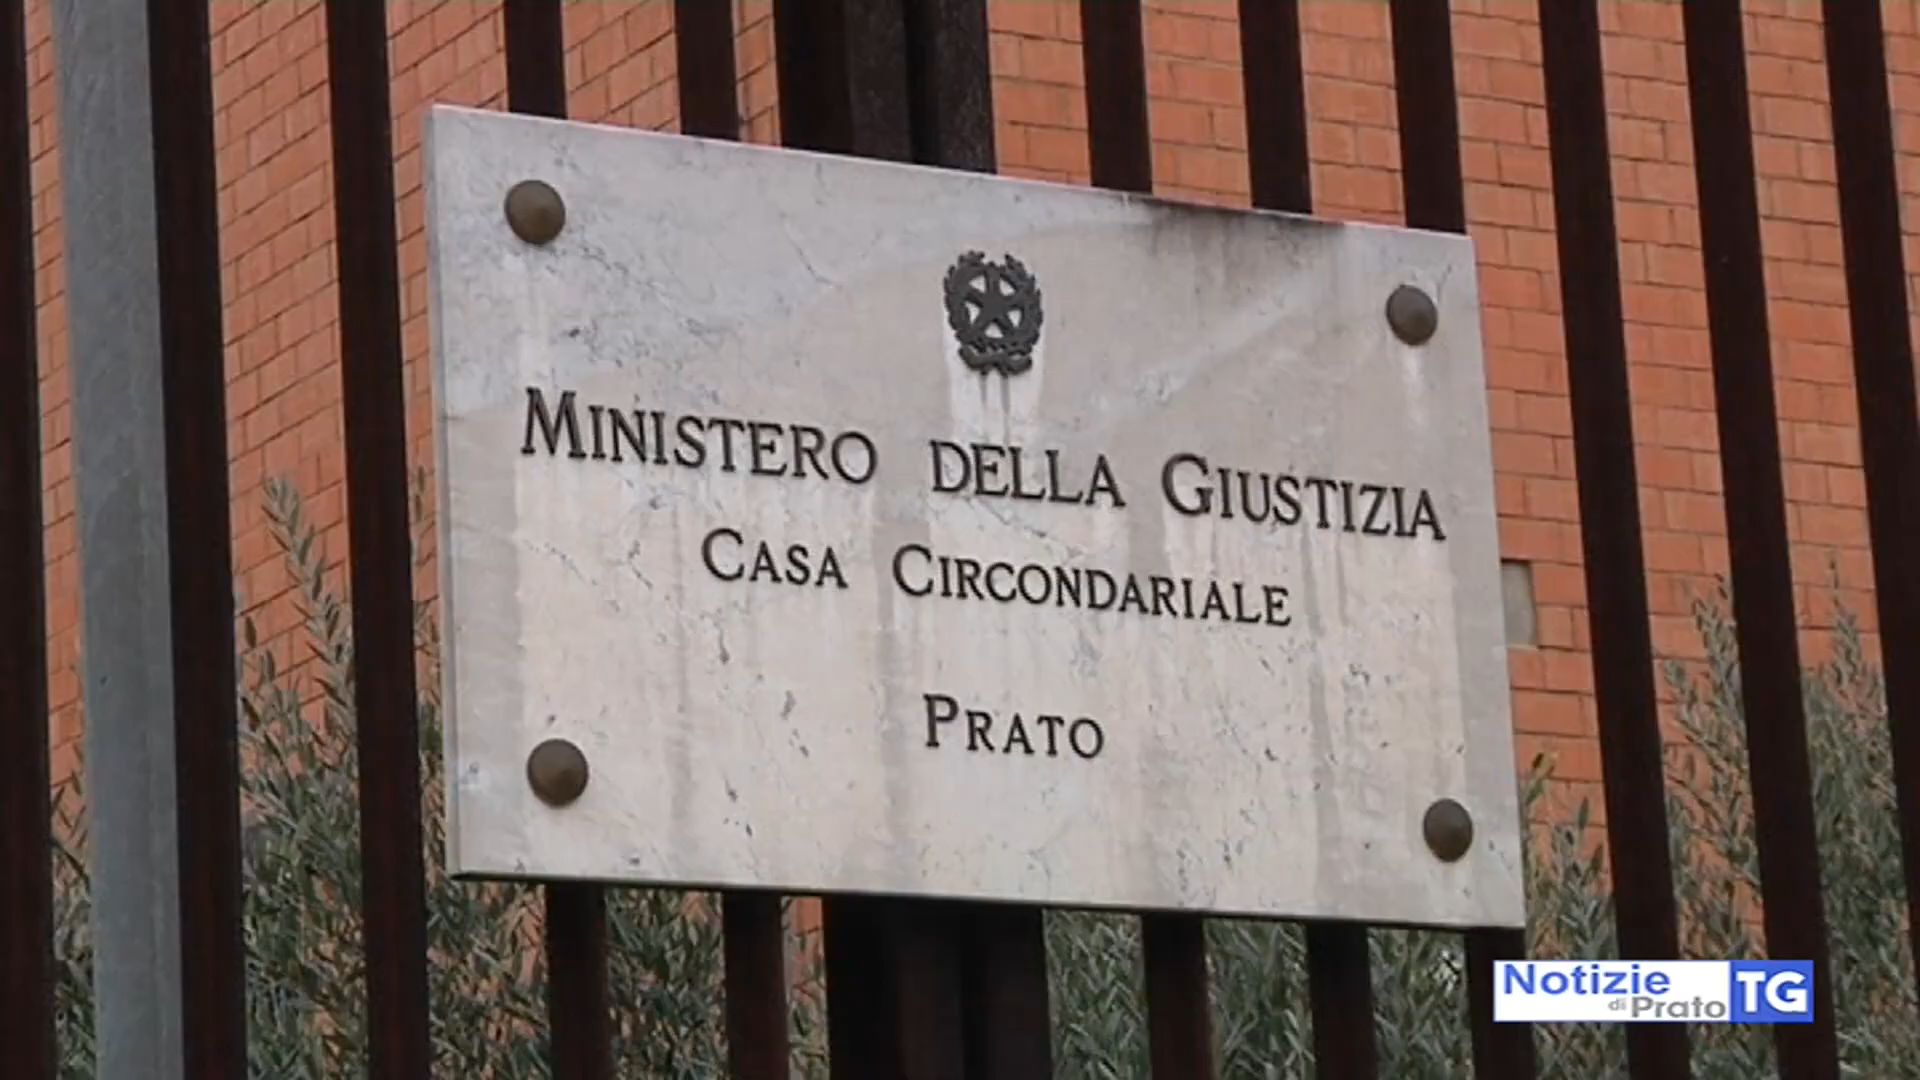 Ministero della Giustizia
Casa Circondariale
Prato
Notizie
di Prato
TG